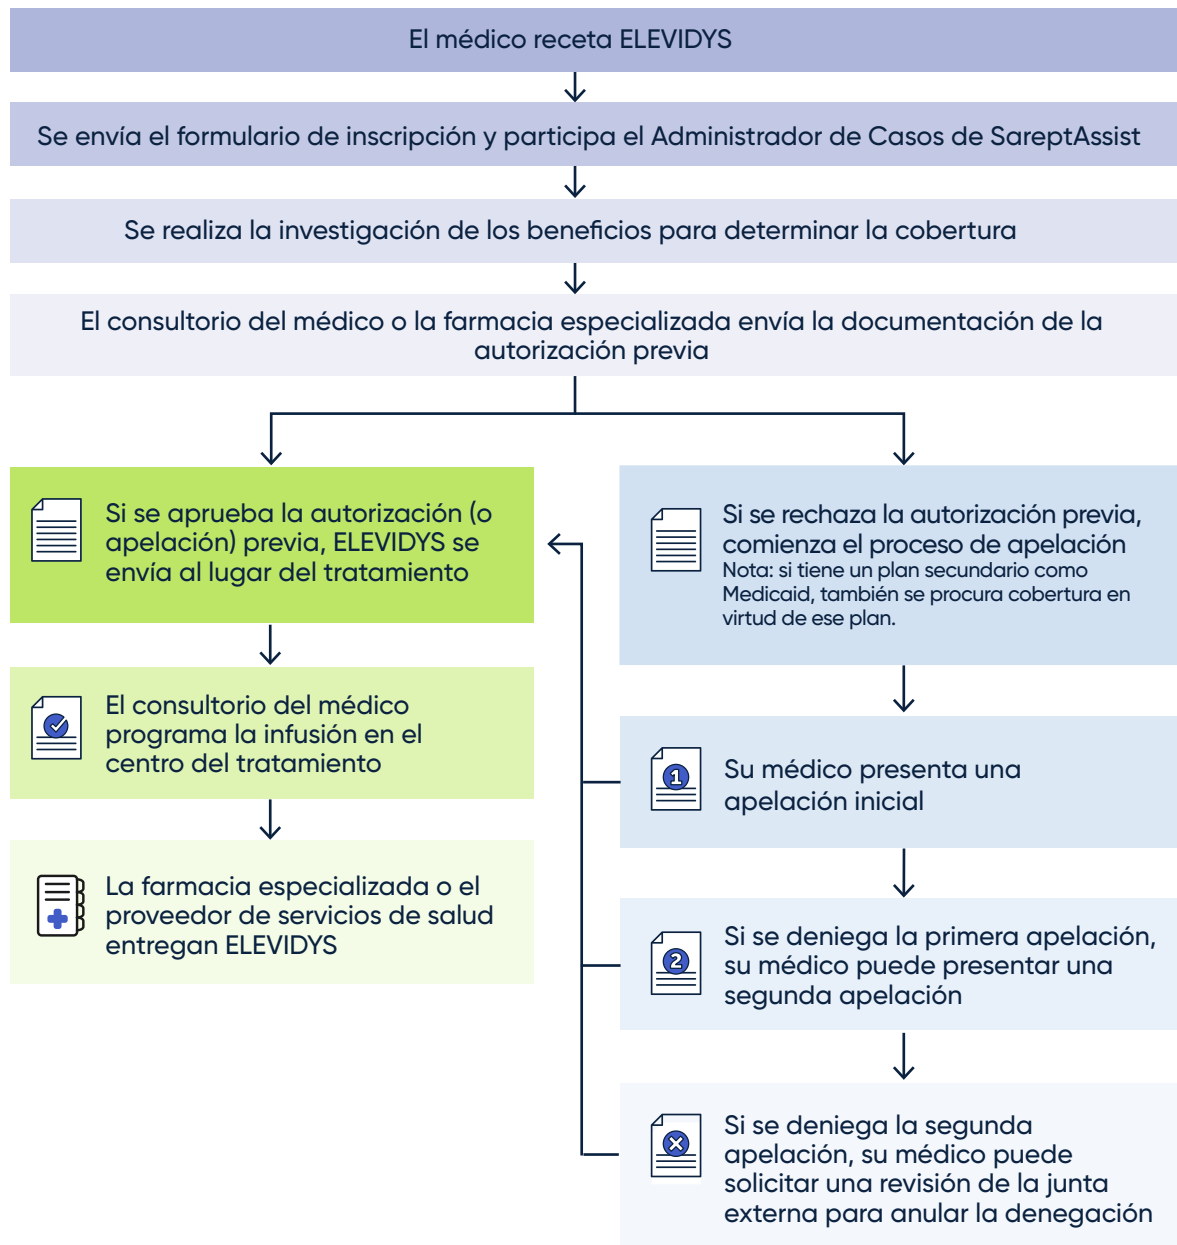 El médico receta ELEVIDYS
Se envía el formulario de inscripción y participa el Administrador de Casos de SareptAssist
Se realiza la investigación de los beneficios para determinar la cobertura
El consultorio del médico o la farmacia especializada envía la documentación de la
autorización previa
Si se aprueba la autorización (o
apelación) previa, ELEVIDYS se
envía al lugar del tratamiento
El consultorio del médico
programa la infusión en el
centro del tratamiento
La farmacia especializada o el
proveedor de servicios de salud
entregan ELEVIDYS
Si se rechaza la autorización previa,
comienza el proceso de apelación
Nota: si tiene un plan secundario como
Medicaid, también se procura cobertura en
virtud de ese plan.
1
Su médico presenta una
apelación inicial
2
Si se deniega la primera apelación,
su médico puede presentar una
segunda apelación
Si se deniega la segunda
apelación, su médico puede
solicitar una revisión de la junta
externa para anular la denegación